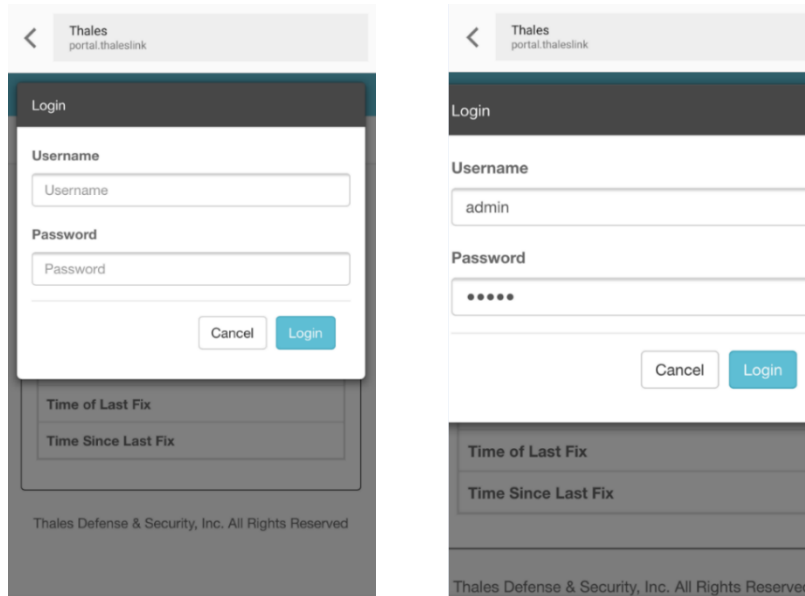 Thales
portal.thaleslink
Login
Username
Username
Password
Password
Cancel
Login
Time of Last Fix
Time Since Last Fix
Thales Defense & Security, Inc. All Rights Reserved
Thales
portal.thaleslink
Login
Username
admin
Password
•••••
Cancel
Login
Time of Last Fix
Time Since Last Fix
Thales Defense & Security, Inc. All Rights Reserved